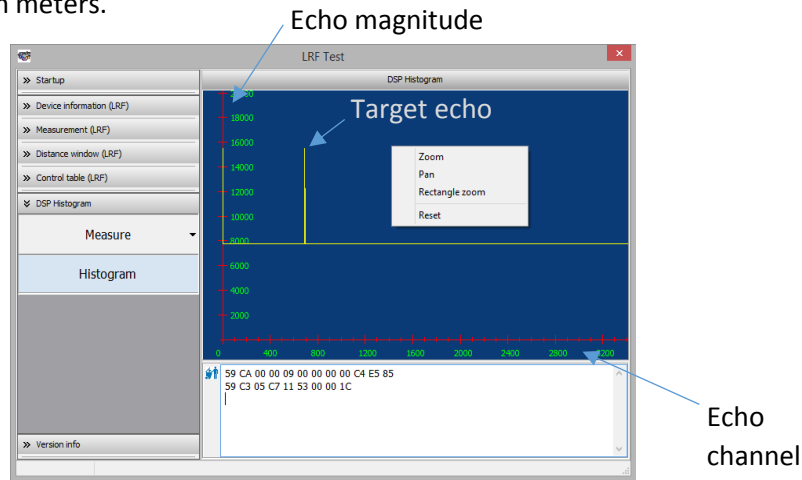 n meters.
Echo magnitude
LRF Test
Startup
DSP Histogram
Device information (LRF)
Measurement (LRF)
Distance window (LRF)
Control table (LRF)
DSP Histogram
Measure
Histogram
Version info
18000
16000
14000
12000
10000
8000
6000
4000
2000
0 400 800 1200 1600 2000 2400 2800
Target echo
Zoom
Pan
Rectangle zoom
Reset
59 CA 00 00 09 00 00 00 00 C4 E5 85
59 C3 05 C7 11 53 00 00 1C
Echo
channel